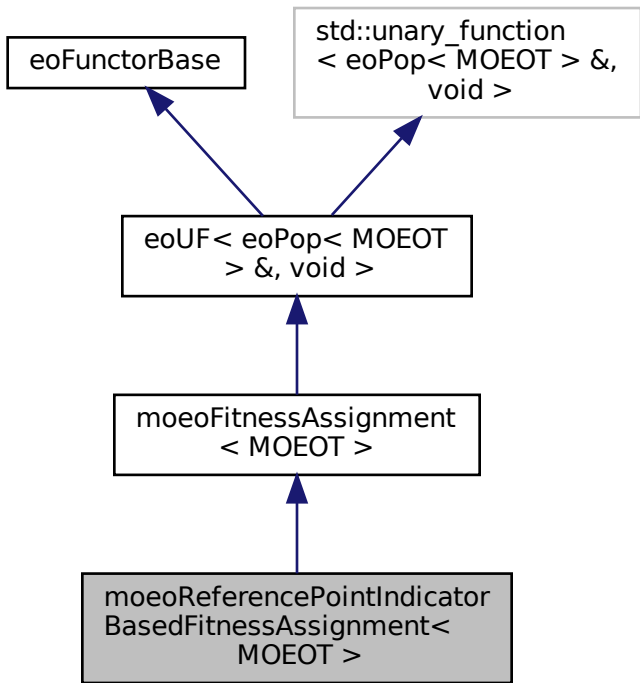 eoFunctorBase
std::unary_function
< eoPop< MOEOT > &,
void >
eoUF< eoPop< MOEOT
> &, void >
moeoFitnessAssignment
< MOEOT >
moeoReferencePointIndicator
BasedFitnessAssignment<
MOEOT >